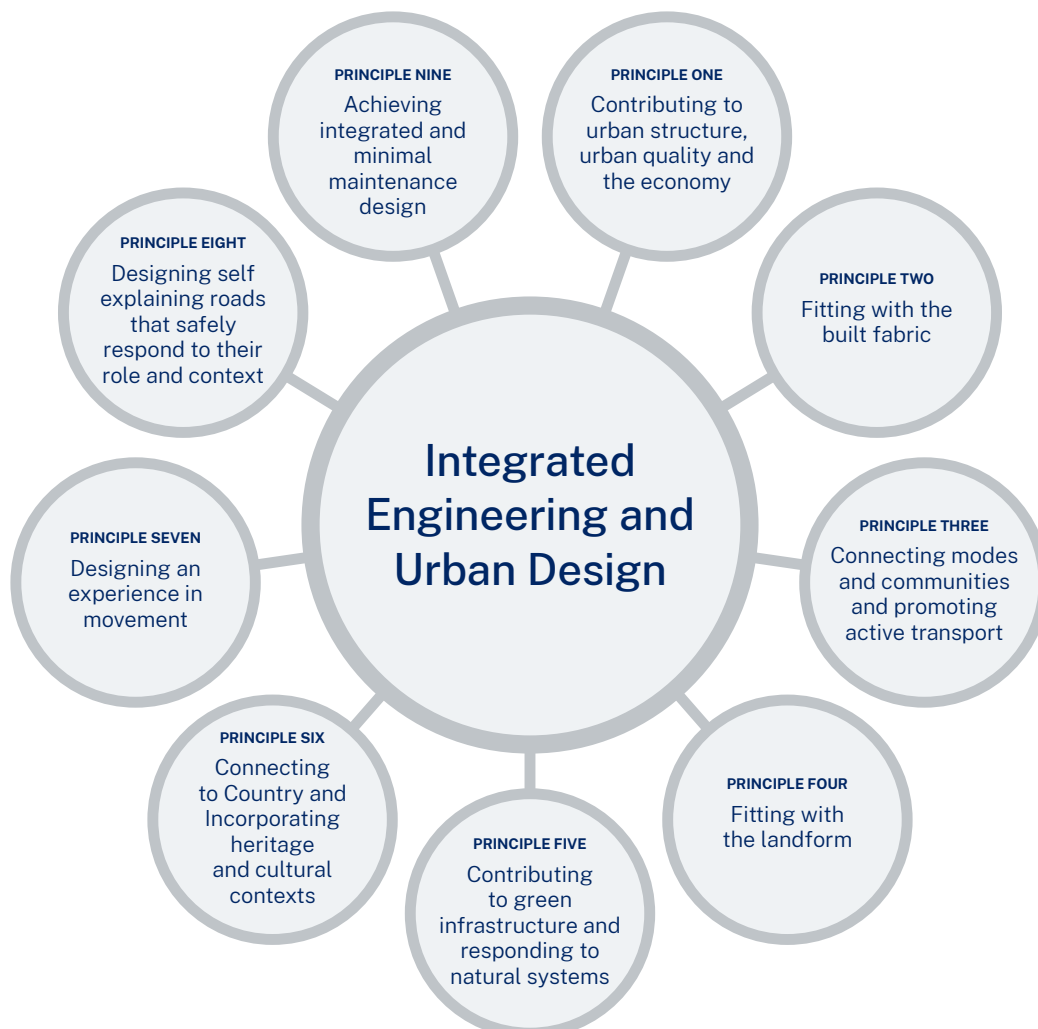 Integrated
Engineering and
Urban Design
PRINCIPLE ONE
Contributing to
urban structure,
urban quality and
the economy
PRINCIPLE TWO
Fitting with the
built fabric
PRINCIPLE THREE
Connecting modes
and communities
and promoting
active transport
PRINCIPLE FOUR
Fitting with
the landform
PRINCIPLE FIVE
Contributing
to green
infrastructure and
responding to
natural systems
PRINCIPLE SIX
Connecting
to Country and
Incorporating
heritage
and cultural
contexts
PRINCIPLE SEVEN
Designing an
experience in
movement
PRINCIPLE EIGHT
Designing self
explaining roads
that safely
respond to their
role and context
PRINCIPLE NINE
Achieving
integrated and
minimal
maintenance
design